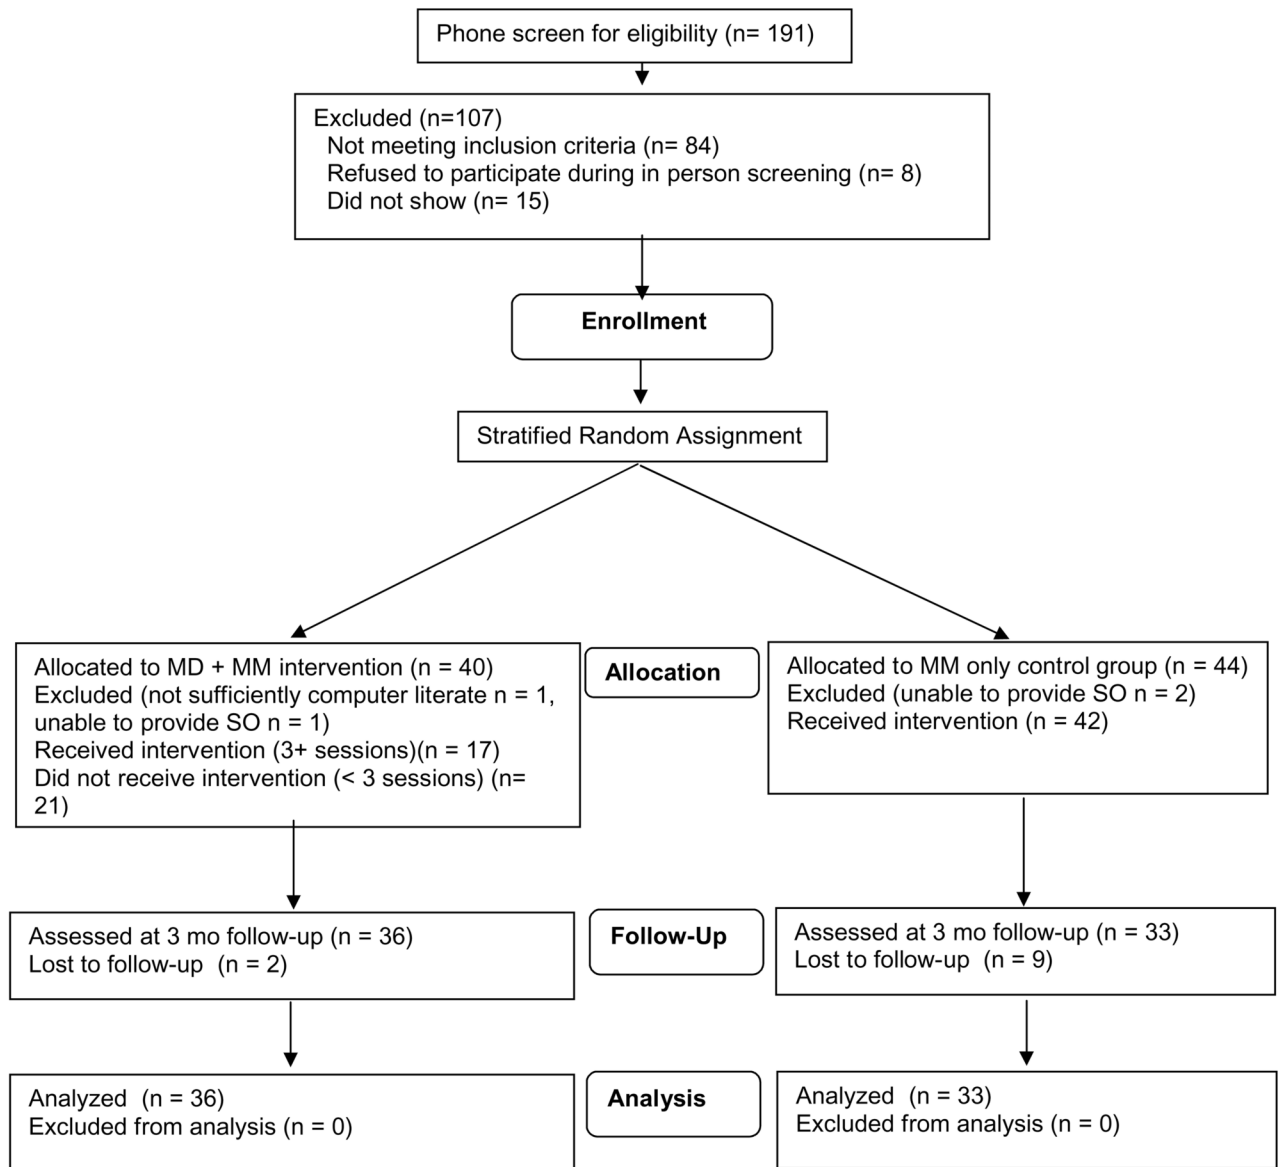 Phone screen for eligibility (n= 191)
Excluded (n=107)
Not meeting inclusion criteria (n= 84)
Refused to participate during in person screening (n= 8)
Did not show (n= 15)
Enrollment
Stratified Random Assignment
Allocated to MD + MM intervention (n = 40)
Excluded (not sufficiently computer literate n = 1,
unable to provide SO n = 1)
Received intervention (3+ sessions)(n = 17)
Did not receive intervention (< 3 sessions) (n=
21)
Allocation
Allocated to MM only control group (n = 44)
Excluded (unable to provide SO n = 2)
Received intervention (n = 42)
Assessed at 3 mo follow-up (n = 36)
Lost to follow-up  (n = 2)
Follow-Up
Assessed at 3 mo follow-up (n = 33)
Lost to follow-up  (n = 9)
Analyzed  (n = 36)
Excluded from analysis (n = 0)
Analysis
Analyzed  (n = 33)
Excluded from analysis (n = 0)